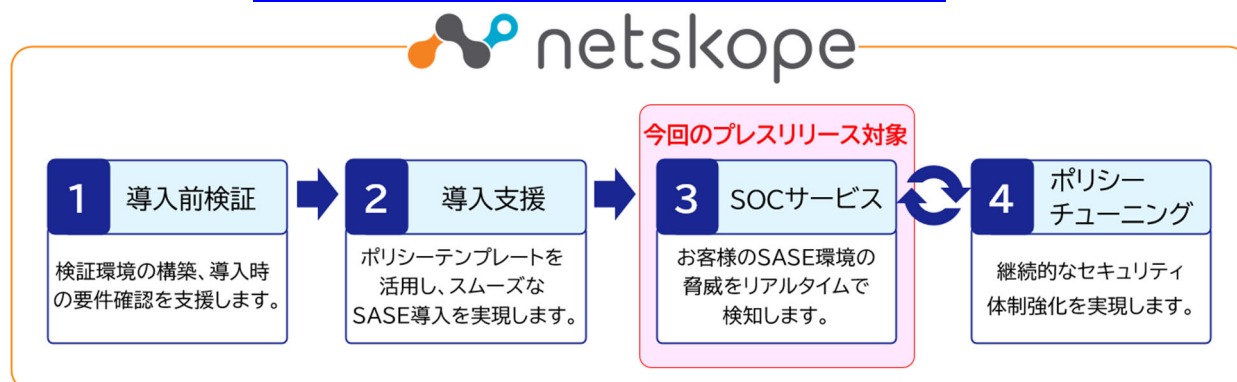 netskope
今回のプレスリリース対象
1 導入前検証
検証環境の構築、導入時
の要件確認を支援します。
2 導入支援
ポリシーテンプレートを
活用し、スムーズな
SASE導入を実現します。
3 SOCサービス
お客様のSASE環境の
脅威をリアルタイムで
検知します。
4 ポリシー
チューニング
継続的なセキュリティ
体制強化を実現します。